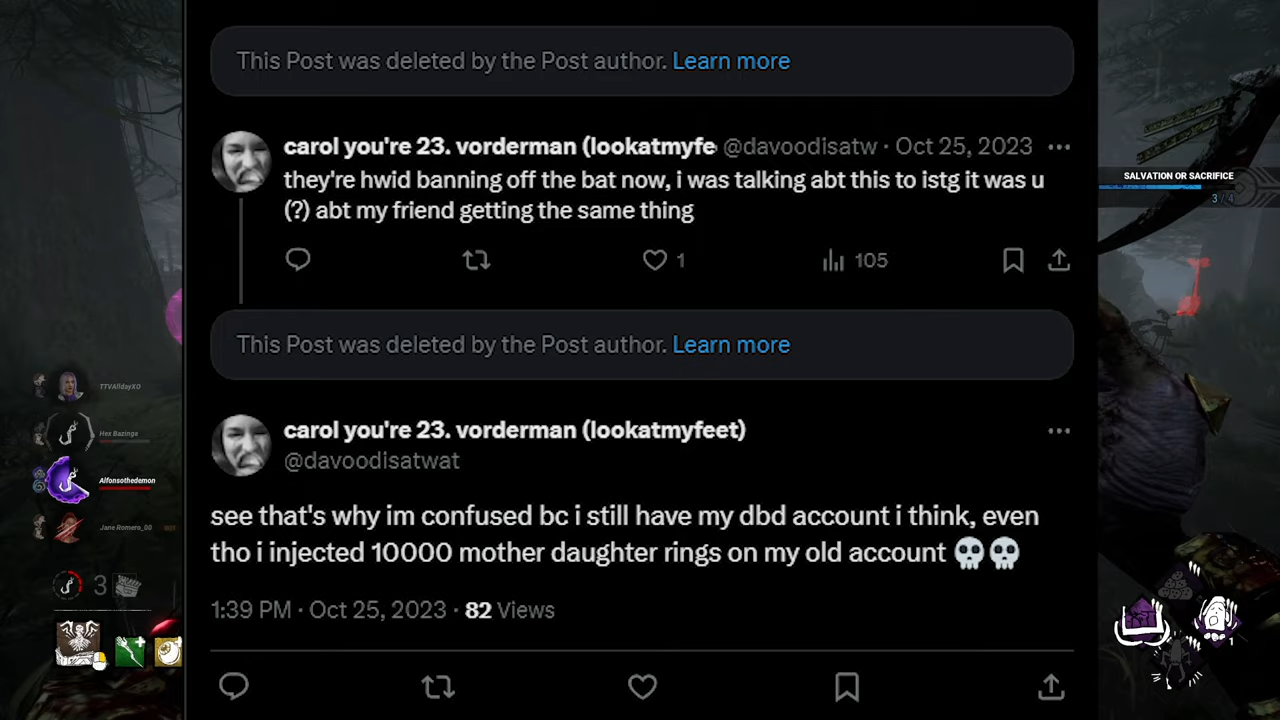 This Post was deleted by the Post author. Learn more
carol you're 23. vorderman (lookatmyfe @davoodisatw · Oct 25, 2023
they're hwid banning off the bat now, i was talking abt this to istg it was u
(?) abt my friend getting the same thing
1 105
This Post was deleted by the Post author. Learn more
carol you're 23. vorderman (lookatmyfeet)
@davoodisatwat
see that's why im confused bc i still have my dbd account i think, even
tho i injected 10000 mother daughter rings on my old account 💀💀
1:39 PM · Oct 25, 2023 · 82 Views
SALVATION OR SACRIFICE
3 / 4
TTVAlldayXO
Hex Bazinga
Alfonsothedemon
Jane Romero_00
3